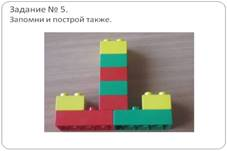 Задание № 5.
Запомни и построй также.